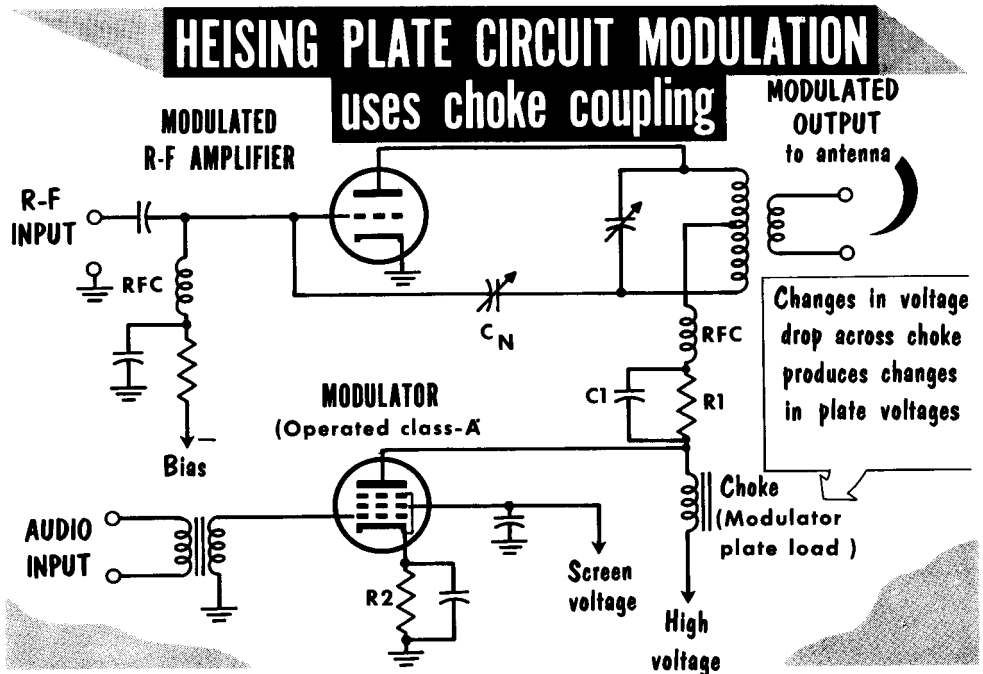 HEISING PLATE CIRCUIT MODULATION
uses choke coupling
MODULATED
R-F AMPLIFIER
MODULATED
OUTPUT
to antenna
R-F
INPUT
RFC
CN
RFC
C1
R1
Changes in voltage
drop across choke
produces changes
in plate voltages
Bias
MODULATOR
(Operated class-A
AUDIO
INPUT
R2
Screen
voltage
Choke
(Modulator
plate load )
High
voltage